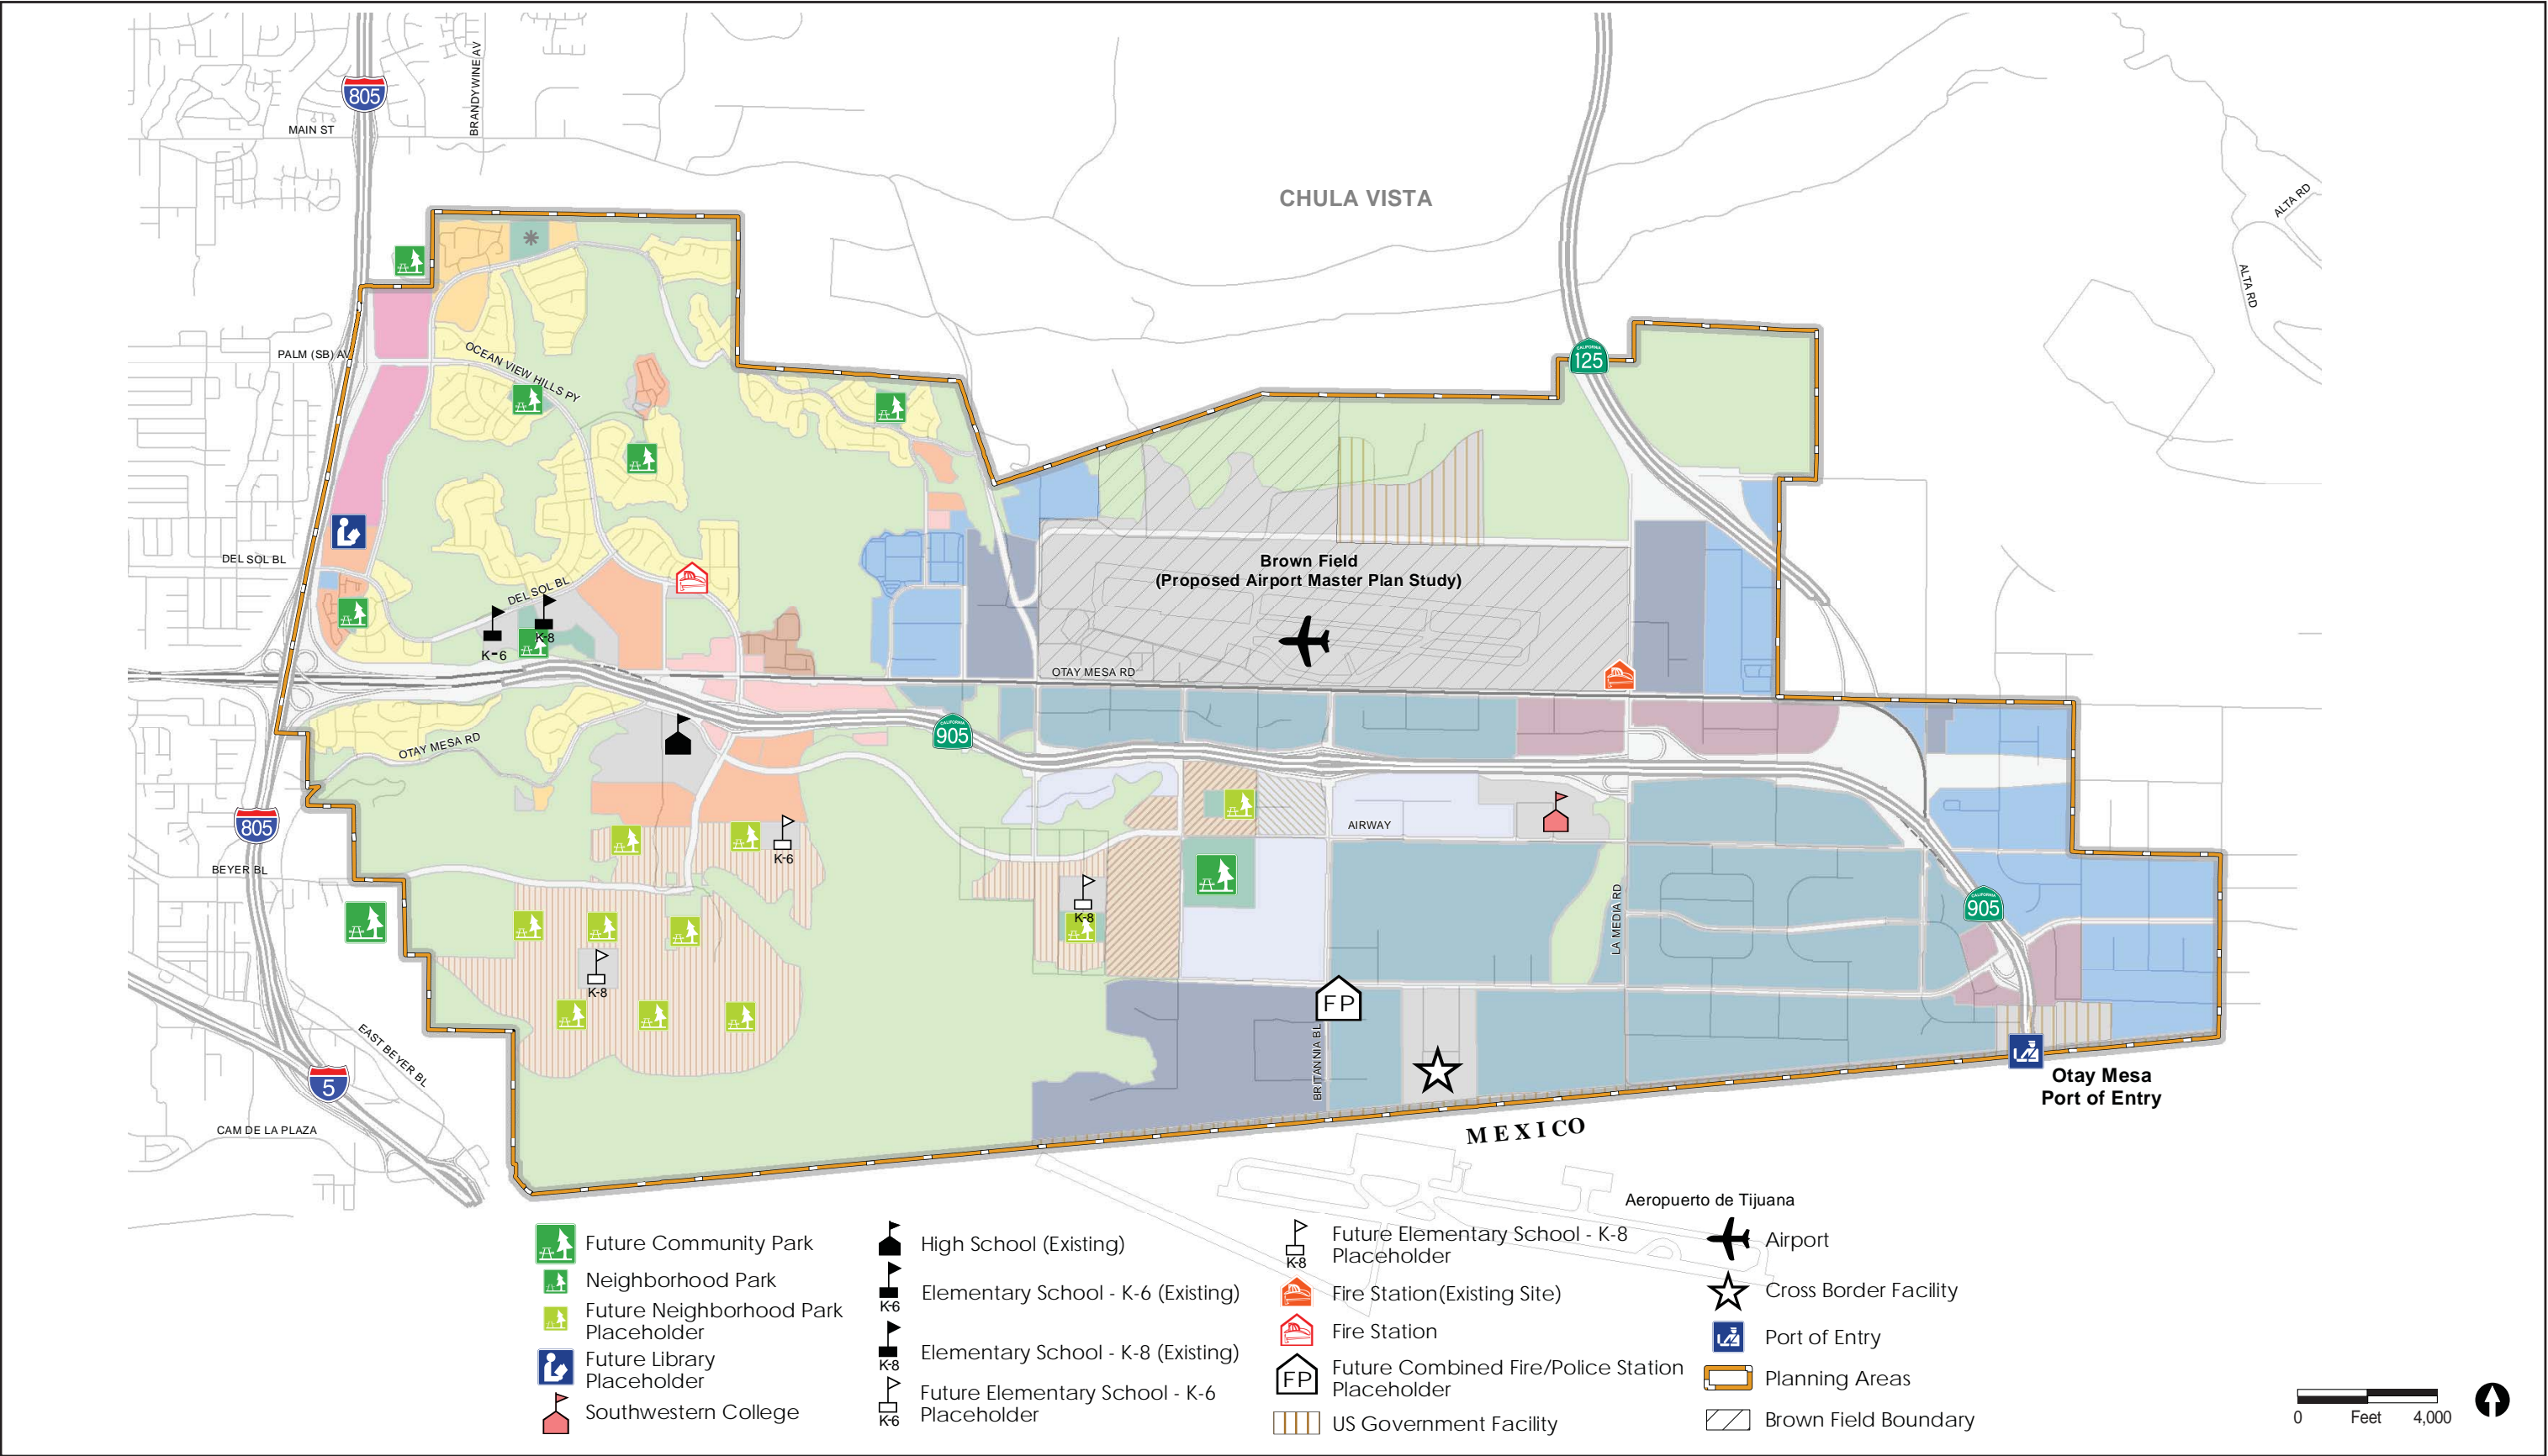 805
BRANDYWINE AV
MAIN ST
CHULA VISTA
ALTA RD
ALTA RD
PALM (SB) AV
OCEAN VIEW HILLS PY
CALIFORNIA
125
DEL SOL BL
DEL SOL BL
K-6
K-8
Brown Field
(Proposed Airport Master Plan Study)
OTAY MESA RD
OTAY MESA RD
CALIFORNIA
905
805
AIRWAY
K-6
BEYER BL
K-8
LA MEDIA RD
CALIFORNIA
905
K-8
FP
BRITANNIA BL
EAST BEYER BL
5
CAM DE LA PLAZA
Otay Mesa
Port of Entry
MEXICO
Aeropuerto de Tijuana
Future Community Park
Neighborhood Park
Future Neighborhood Park
Placeholder
Future Library
Placeholder
Southwestern College
High School (Existing)
K-6
Elementary School - K-6 (Existing)
K-8
Elementary School - K-8 (Existing)
K-6
Future Elementary School - K-6
Placeholder
K-8
Future Elementary School - K-8
Placeholder
Fire Station(Existing Site)
Fire Station
FP
Future Combined Fire/Police Station
Placeholder
US Government Facility
Airport
Cross Border Facility
Port of Entry
Planning Areas
Brown Field Boundary
0 Feet 4,000